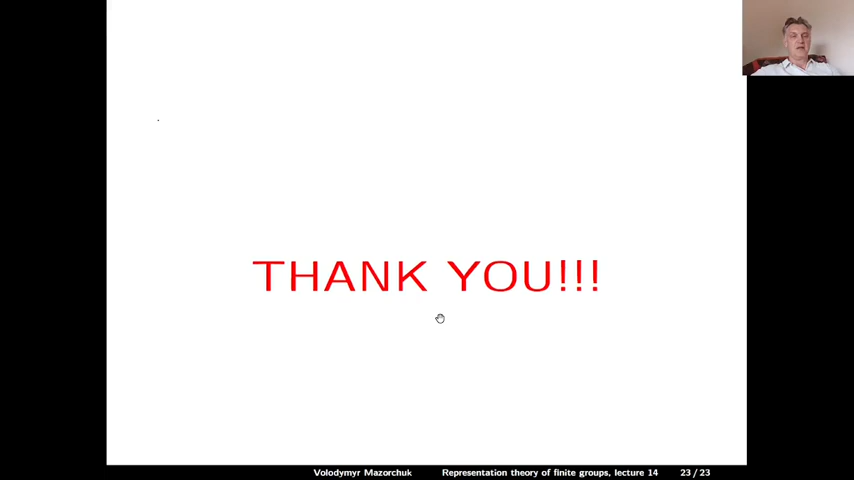 THANK YOU!!!
Volodymyr Mazorchuk Representation theory of finite groups, lecture 14 23 / 23